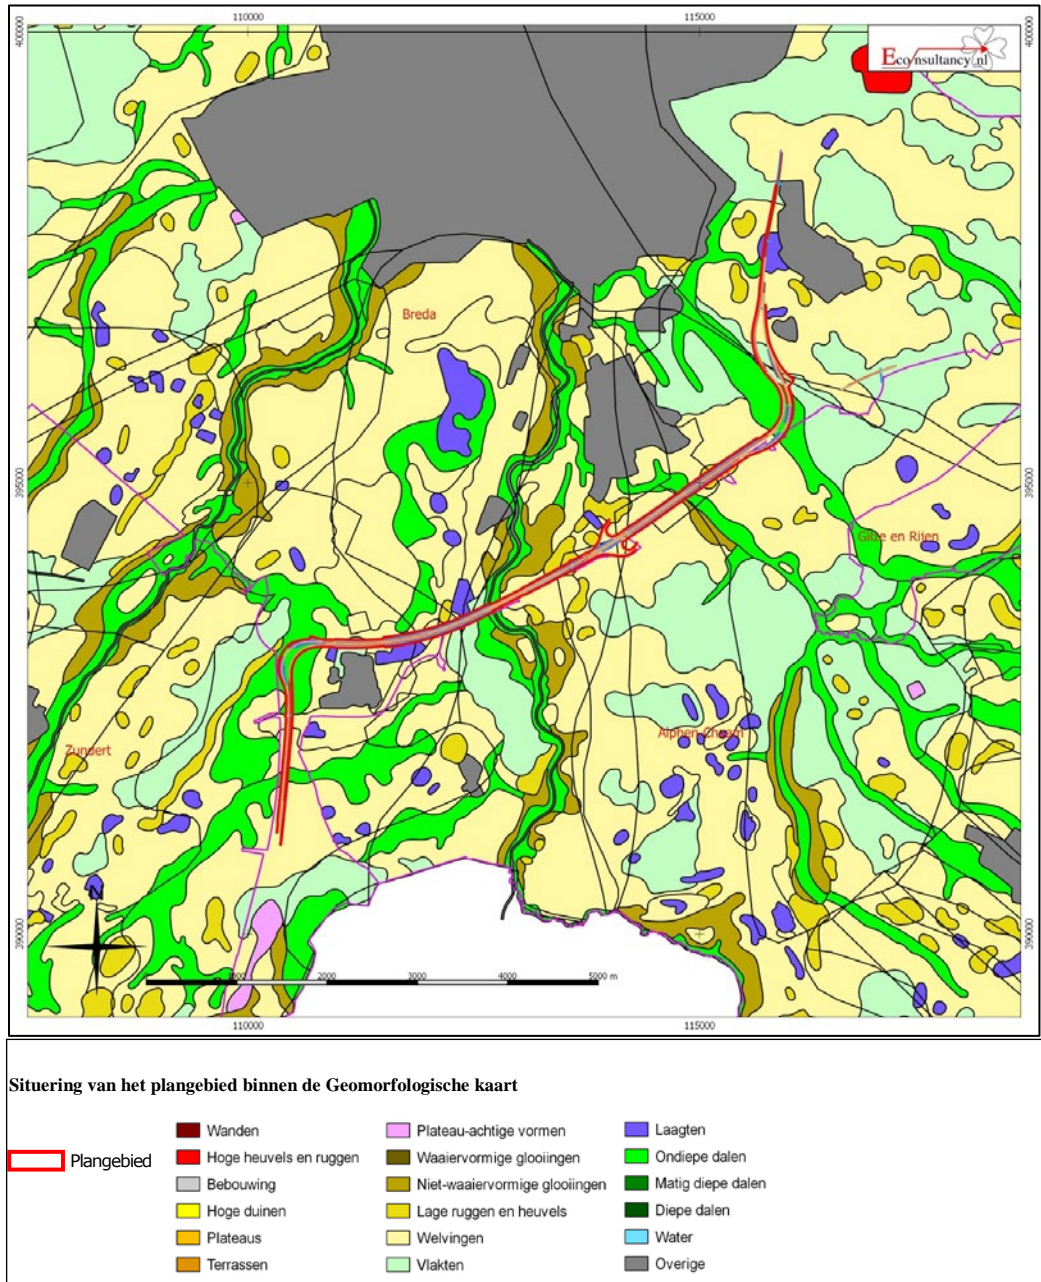 110000
115000
400000
400000
Econsultancy.nl
Breda
395000
395000
Gilze en Rijen
Zundert
Alphen-Chaam
N
390000
390000
1000
2000
3000
4000
5000 m
110000
115000
Situering van het plangebied binnen de Geomorfologische kaart
Plangebied
Wanden
Hoge heuvels en ruggen
Bebouwing
Hoge duinen
Plateaus
Terrassen
Plateau-achtige vormen
Waaiervormige glooiingen
Niet-waaiervormige glooiingen
Lage ruggen en heuvels
Welvingen
Vlakten
Laagten
Ondiepe dalen
Matig diepe dalen
Diepe dalen
Water
Overige